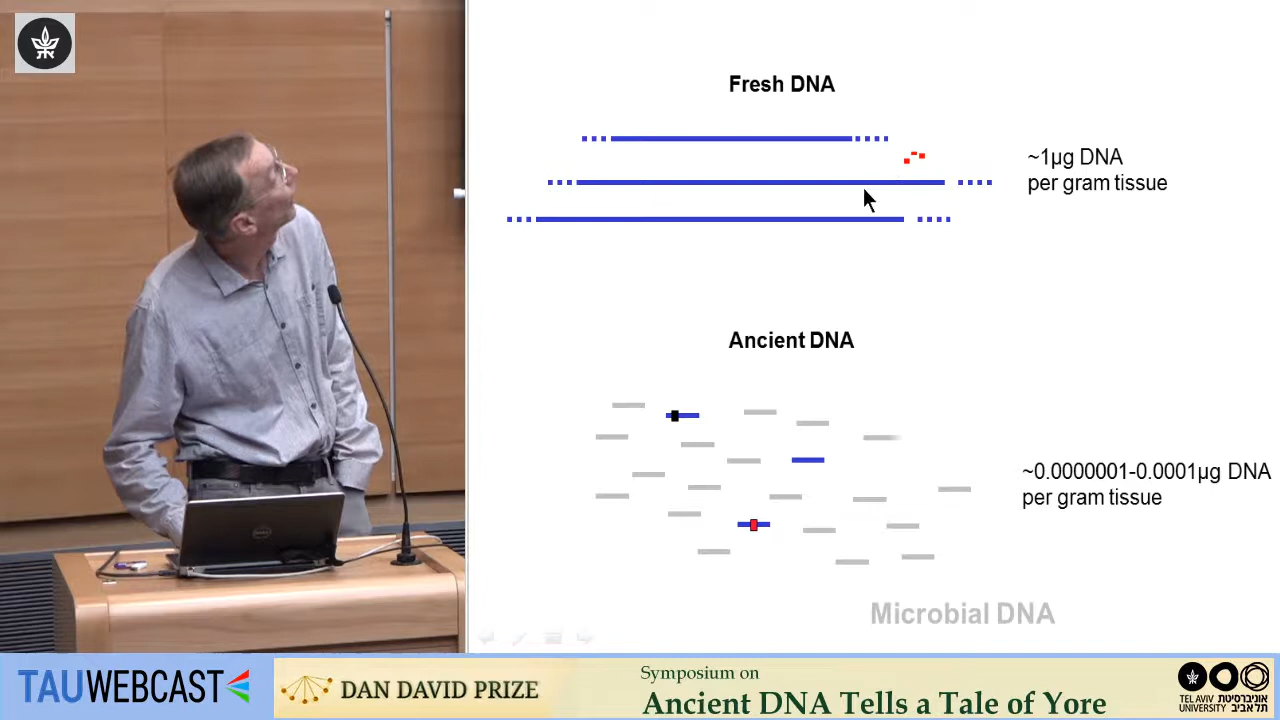 Fresh DNA
~1µg DNA
per gram tissue
Ancient DNA
~0.0000001-0.0001µg DNA
per gram tissue
Microbial DNA
TAUWEBCAST
DAN DAVID PRIZE
Symposium on
Ancient DNA Tells a Tale of Yore
TEL AVIV אוניברסיטת
UNIVERSITY תל אביב